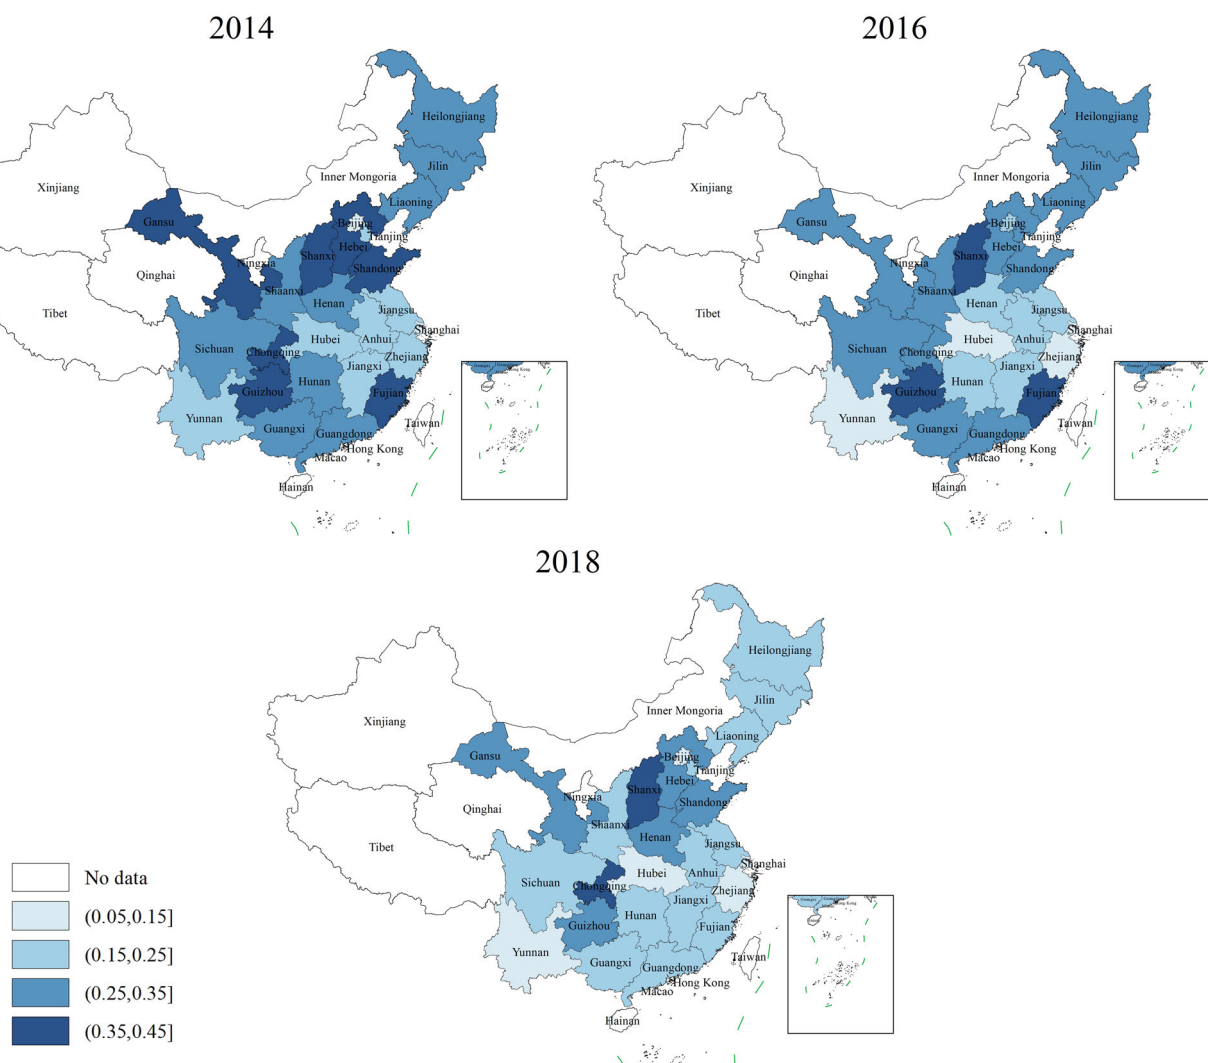 2014
Heilongjiang
Jilin
Inner Mongoria
Xinjiang
Liaoning
Gansu
Beijing
Tianjing
Hebei
Shanxi
Ningxia
Shandong
Qinghai
Shaanxi
Henan
Jiangsu
Tibet
Shanghai
Hubei
Anhui
Sichuan
Chongqing
Zhejiang
Jiangxi
Hunan
Guizhou
Fujian
Yunnan
Taiwan
Guangxi
Guangdong
Hong Kong
Macao
Hainan
2016
Heilongjiang
Jilin
Inner Mongoria
Xinjiang
Liaoning
Gansu
Beijing
Tianjing
Hebei
Shanxi
Ningxia
Shandong
Qinghai
Shaanxi
Henan
Jiangsu
Tibet
Shanghai
Hubei
Anhui
Sichuan
Chongqing
Zhejiang
Jiangxi
Hunan
Guizhou
Fujian
Yunnan
Taiwan
Guangxi
Guangdong
Hong Kong
Macao
Hainan
2018
Heilongjiang
Jilin
Inner Mongoria
Xinjiang
Liaoning
Gansu
Beijing
Tianjing
Hebei
Shanxi
Ningxia
Shandong
Qinghai
Shaanxi
Henan
Jiangsu
Tibet
Shanghai
Hubei
Anhui
Sichuan
Chongqing
Zhejiang
Jiangxi
Hunan
Guizhou
Fujian
Yunnan
Taiwan
Guangxi
Guangdong
Hong Kong
Macao
Hainan
No data
(0.05,0.15]
(0.15,0.25]
(0.25,0.35]
(0.35,0.45]